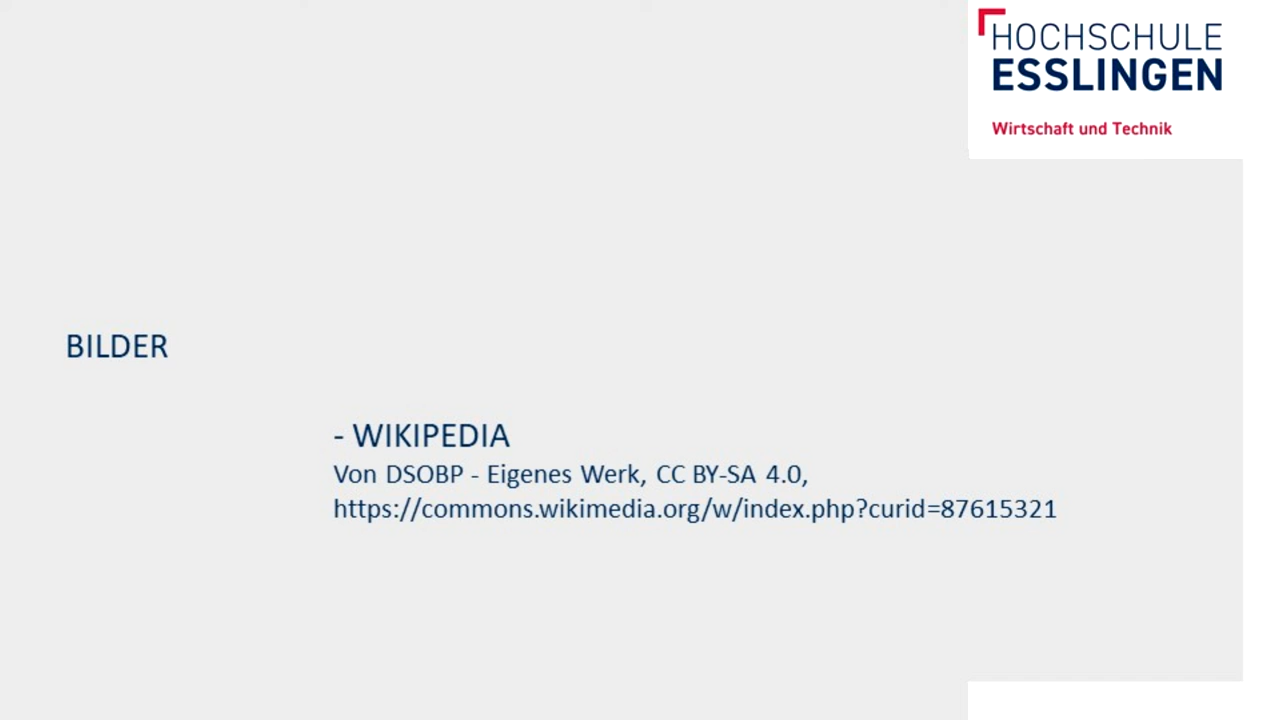 HOCHSCHULE
ESSLINGEN
Wirtschaft und Technik
BILDER
- WIKIPEDIA
Von DSOBP - Eigenes Werk, CC BY-SA 4.0,
https://commons.wikimedia.org/w/index.php?curid=87615321